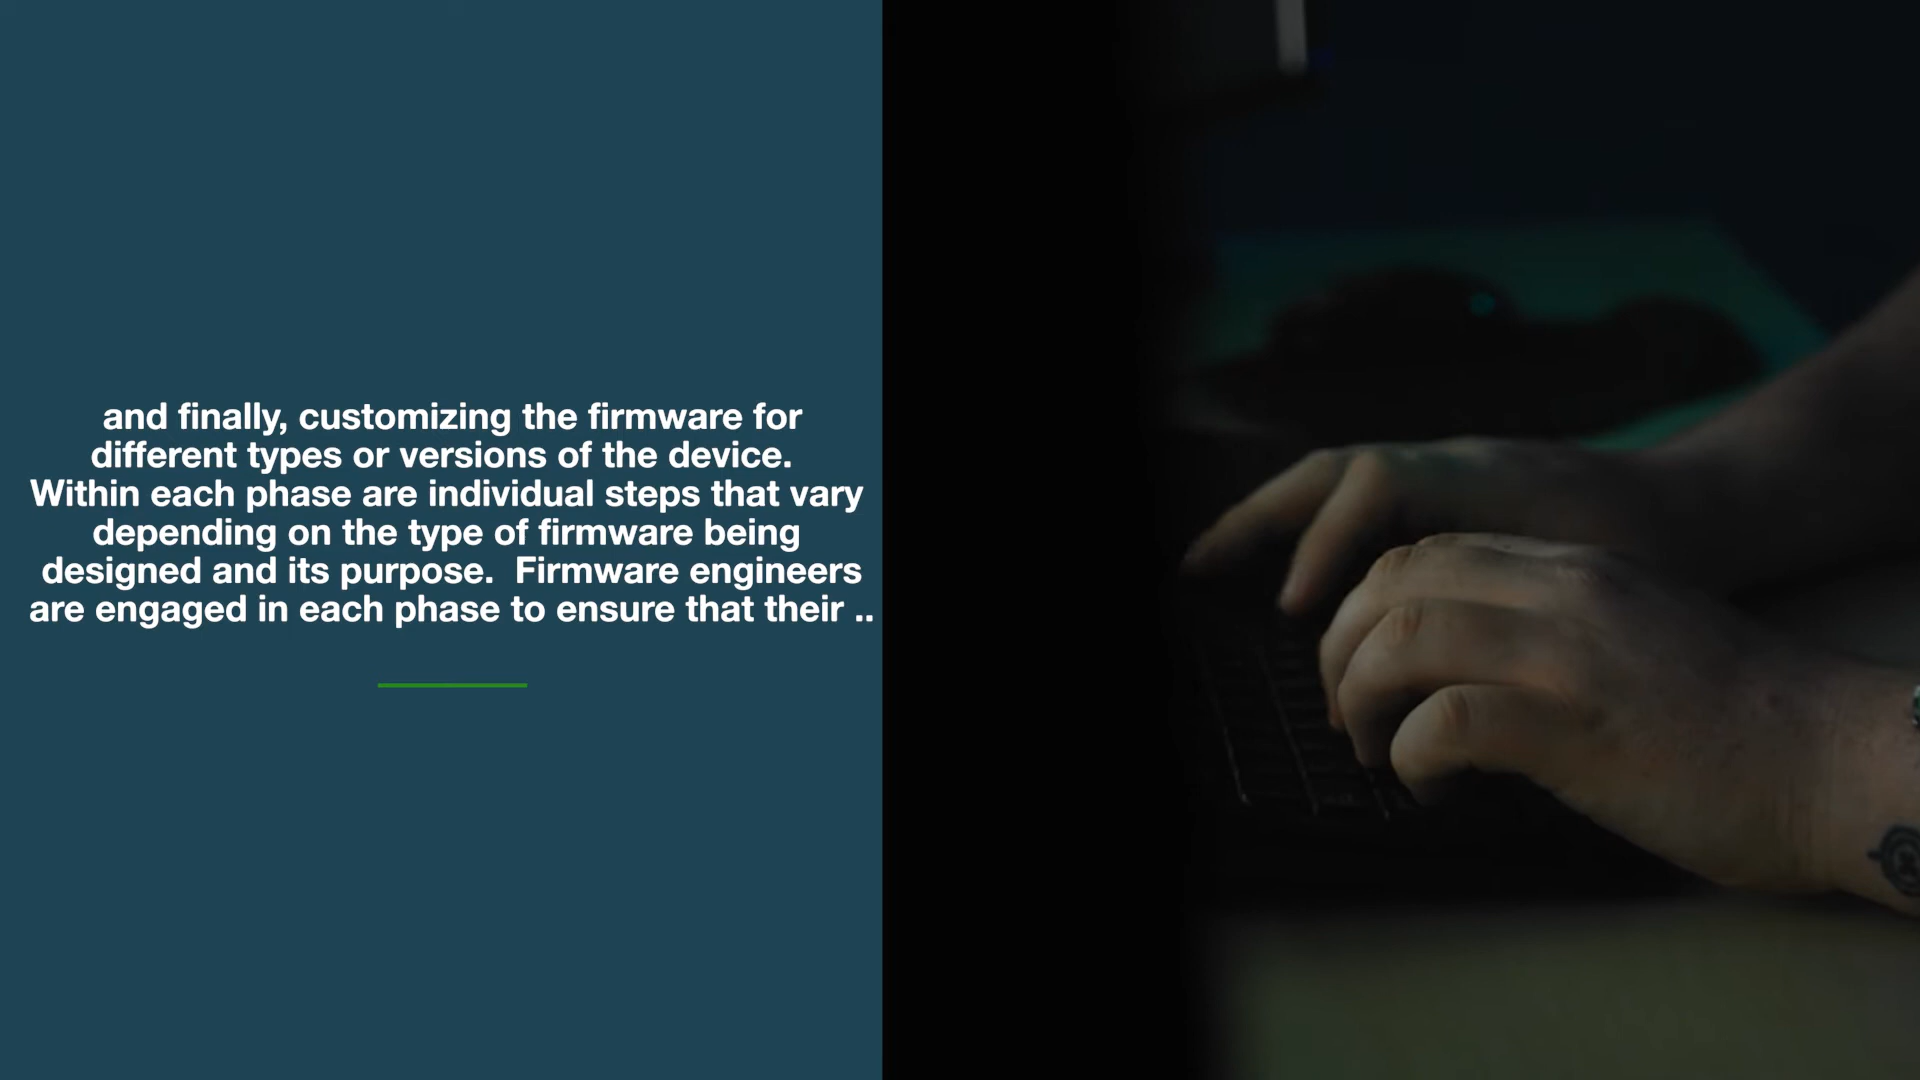 and finally, customizing the firmware for
different types or versions of the device.
Within each phase are individual steps that vary
depending on the type of firmware being
designed and its purpose.  Firmware engineers
are engaged in each phase to ensure that their ..